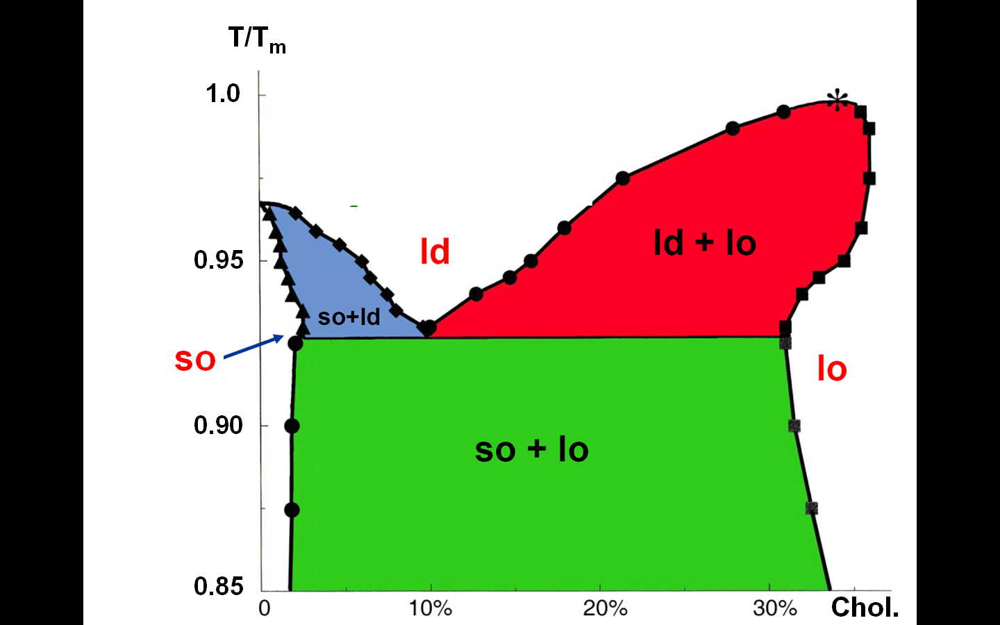 T/Tm
1.0
0.95
ld
ld + lo
so+ld
so
lo
0.90
so + lo
0.85
0
10%
20%
30%
Chol.